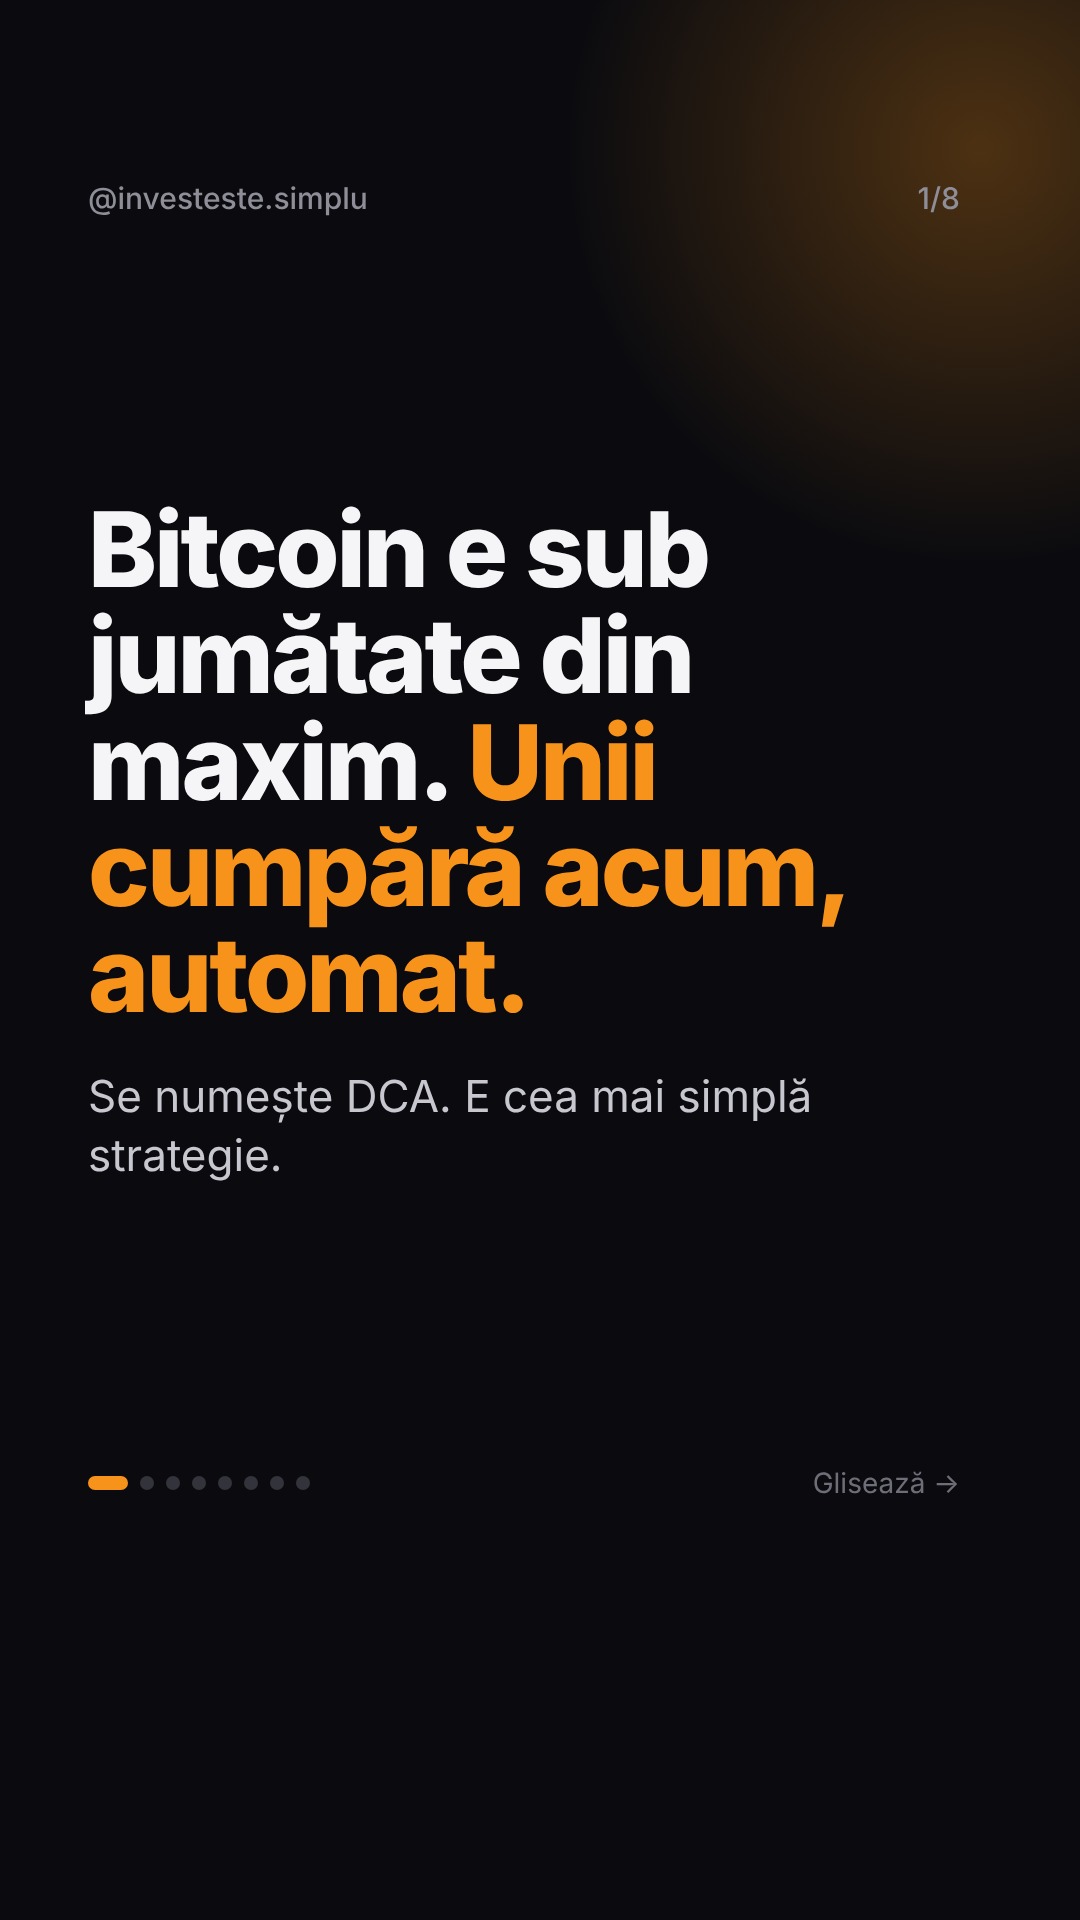 @investeste.simplu
1/8
Bitcoin e sub
jumătate din
maxim. Unii
cumpără acum,
automat.
Se numește DCA. E cea mai simplă
strategie.
Glisează →